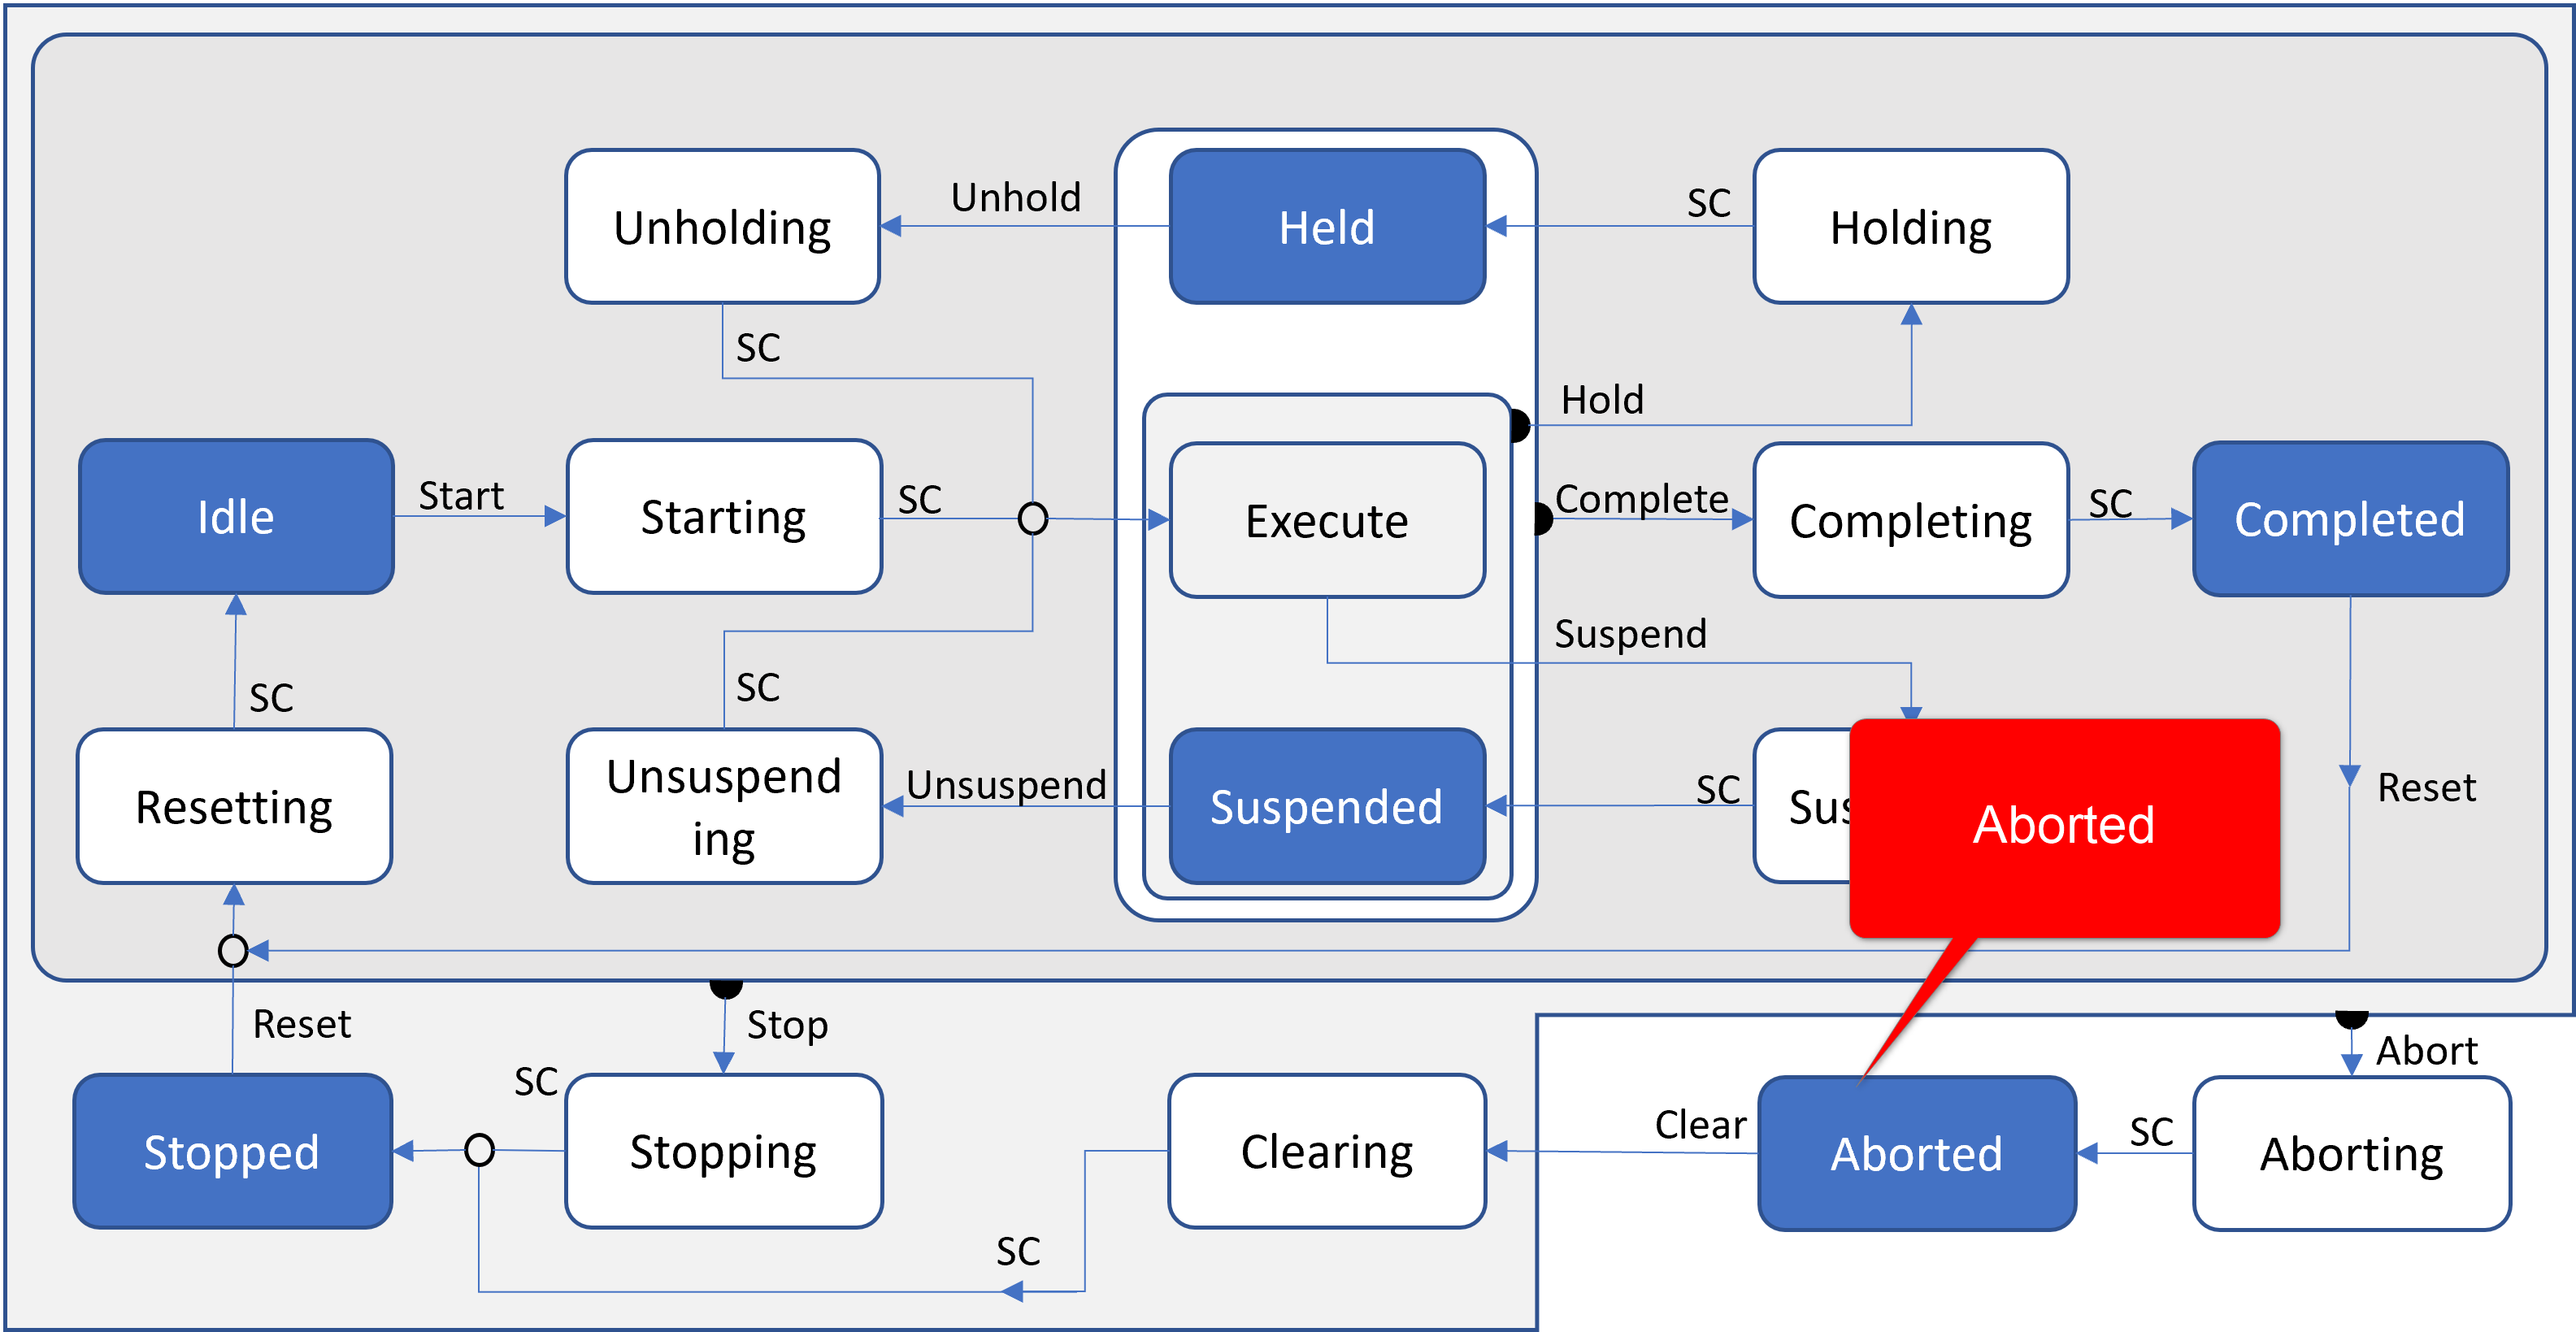 Unholding
Unhold
Held
SC
Holding
SC
Hold
Idle
Start
Starting
SC
Execute
Complete
Completing
SC
Completed
Suspend
SC
SC
Resetting
Unsuspend
ing
Unsuspend
Suspended
SC
Sus
Aborted
Reset
Reset
Stop
Abort
Stopped
SC
Stopping
Clearing
Clear
Aborted
SC
Aborting
SC